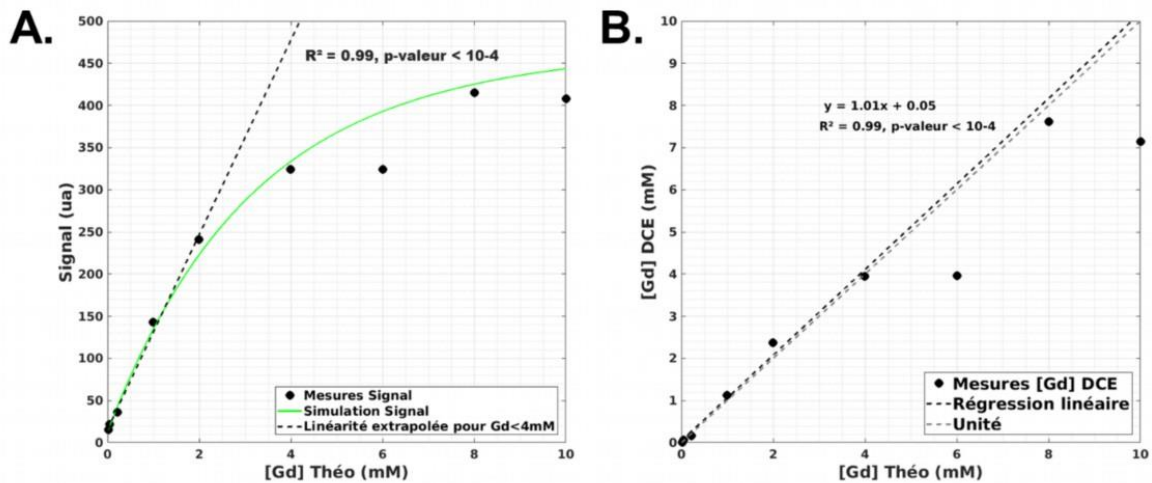 A.
500
450
400
350
300
250
200
150
100
50
0
Signal (ua)
R² = 0.99, p-valeur < 10-4
Mesures Signal
Simulation Signal
Linéarité extrapolée pour Gd<4mM
0 2 4 6 8 10
[Gd] Théo (mM)
B.
10
9
8
7
6
5
4
3
2
1
0
[Gd] DCE (mM)
y = 1.01x + 0.05
R² = 0.99, p-valeur < 10-4
Mesures [Gd] DCE
Régression linéaire
Unité
0 2 4 6 8 10
[Gd] Théo (mM)